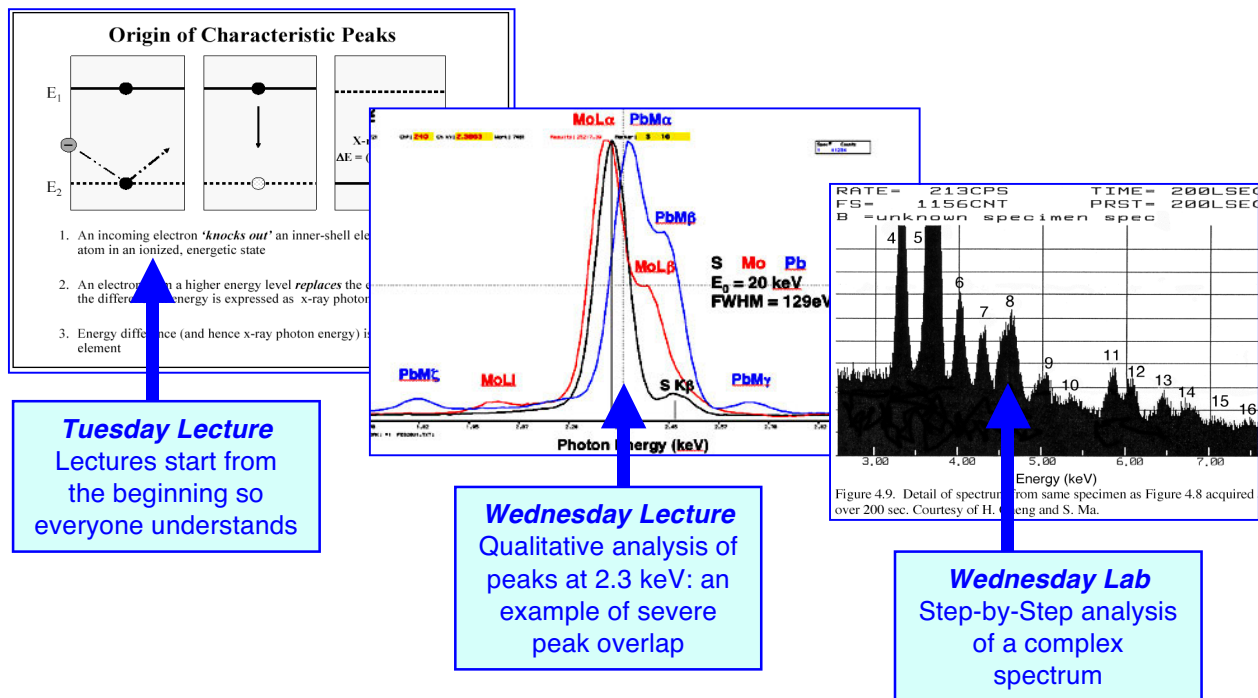 Origin of Characteristic Peaks
E1
E2
X-r
ΔE = (
1. An incoming electron ‘knocks out’ an inner-shell ele
atom in an ionized, energetic state
2. An electron a higher energy level replaces the e
the differ energy is expressed as x-ray photon
3. Energy difference (and hence x-ray photon energy) is
element
MoLα PbMα
240
2.3063
S 16
PbMβ
MoLβ
S Mo Pb
E0 = 20 keV
FWHM = 129eV
PbMζ
MoLl
S Kβ
PbMγ
Photon Energy (keV)
RATE= 213CPS TIME= 200LSEC
FS= 1156CNT PRST= 200LSEC
B =unknown specimen spec
4
5
6
7
8
9
10
11
12
13
14
15
16
3.00 4.00 5.00 6.00 7.00
Energy (keV)
Figure 4.9. Detail of spectrum from same specimen as Figure 4.8 acquired
over 200 sec. Courtesy of H. Cheng and S. Ma.
Tuesday Lecture
Lectures start from
the beginning so
everyone understands
Wednesday Lecture
Qualitative analysis of
peaks at 2.3 keV: an
example of severe
peak overlap
Wednesday Lab
Step-by-Step analysis
of a complex
spectrum